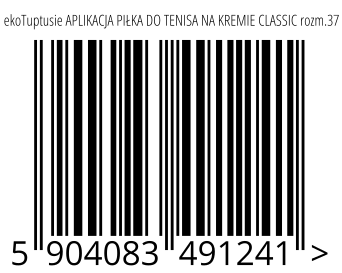 ekoTuptusie APLIKACJA PIŁKA DO TENISA NA KREMIE CLASSIC rozm.37
5 904083 491241 >